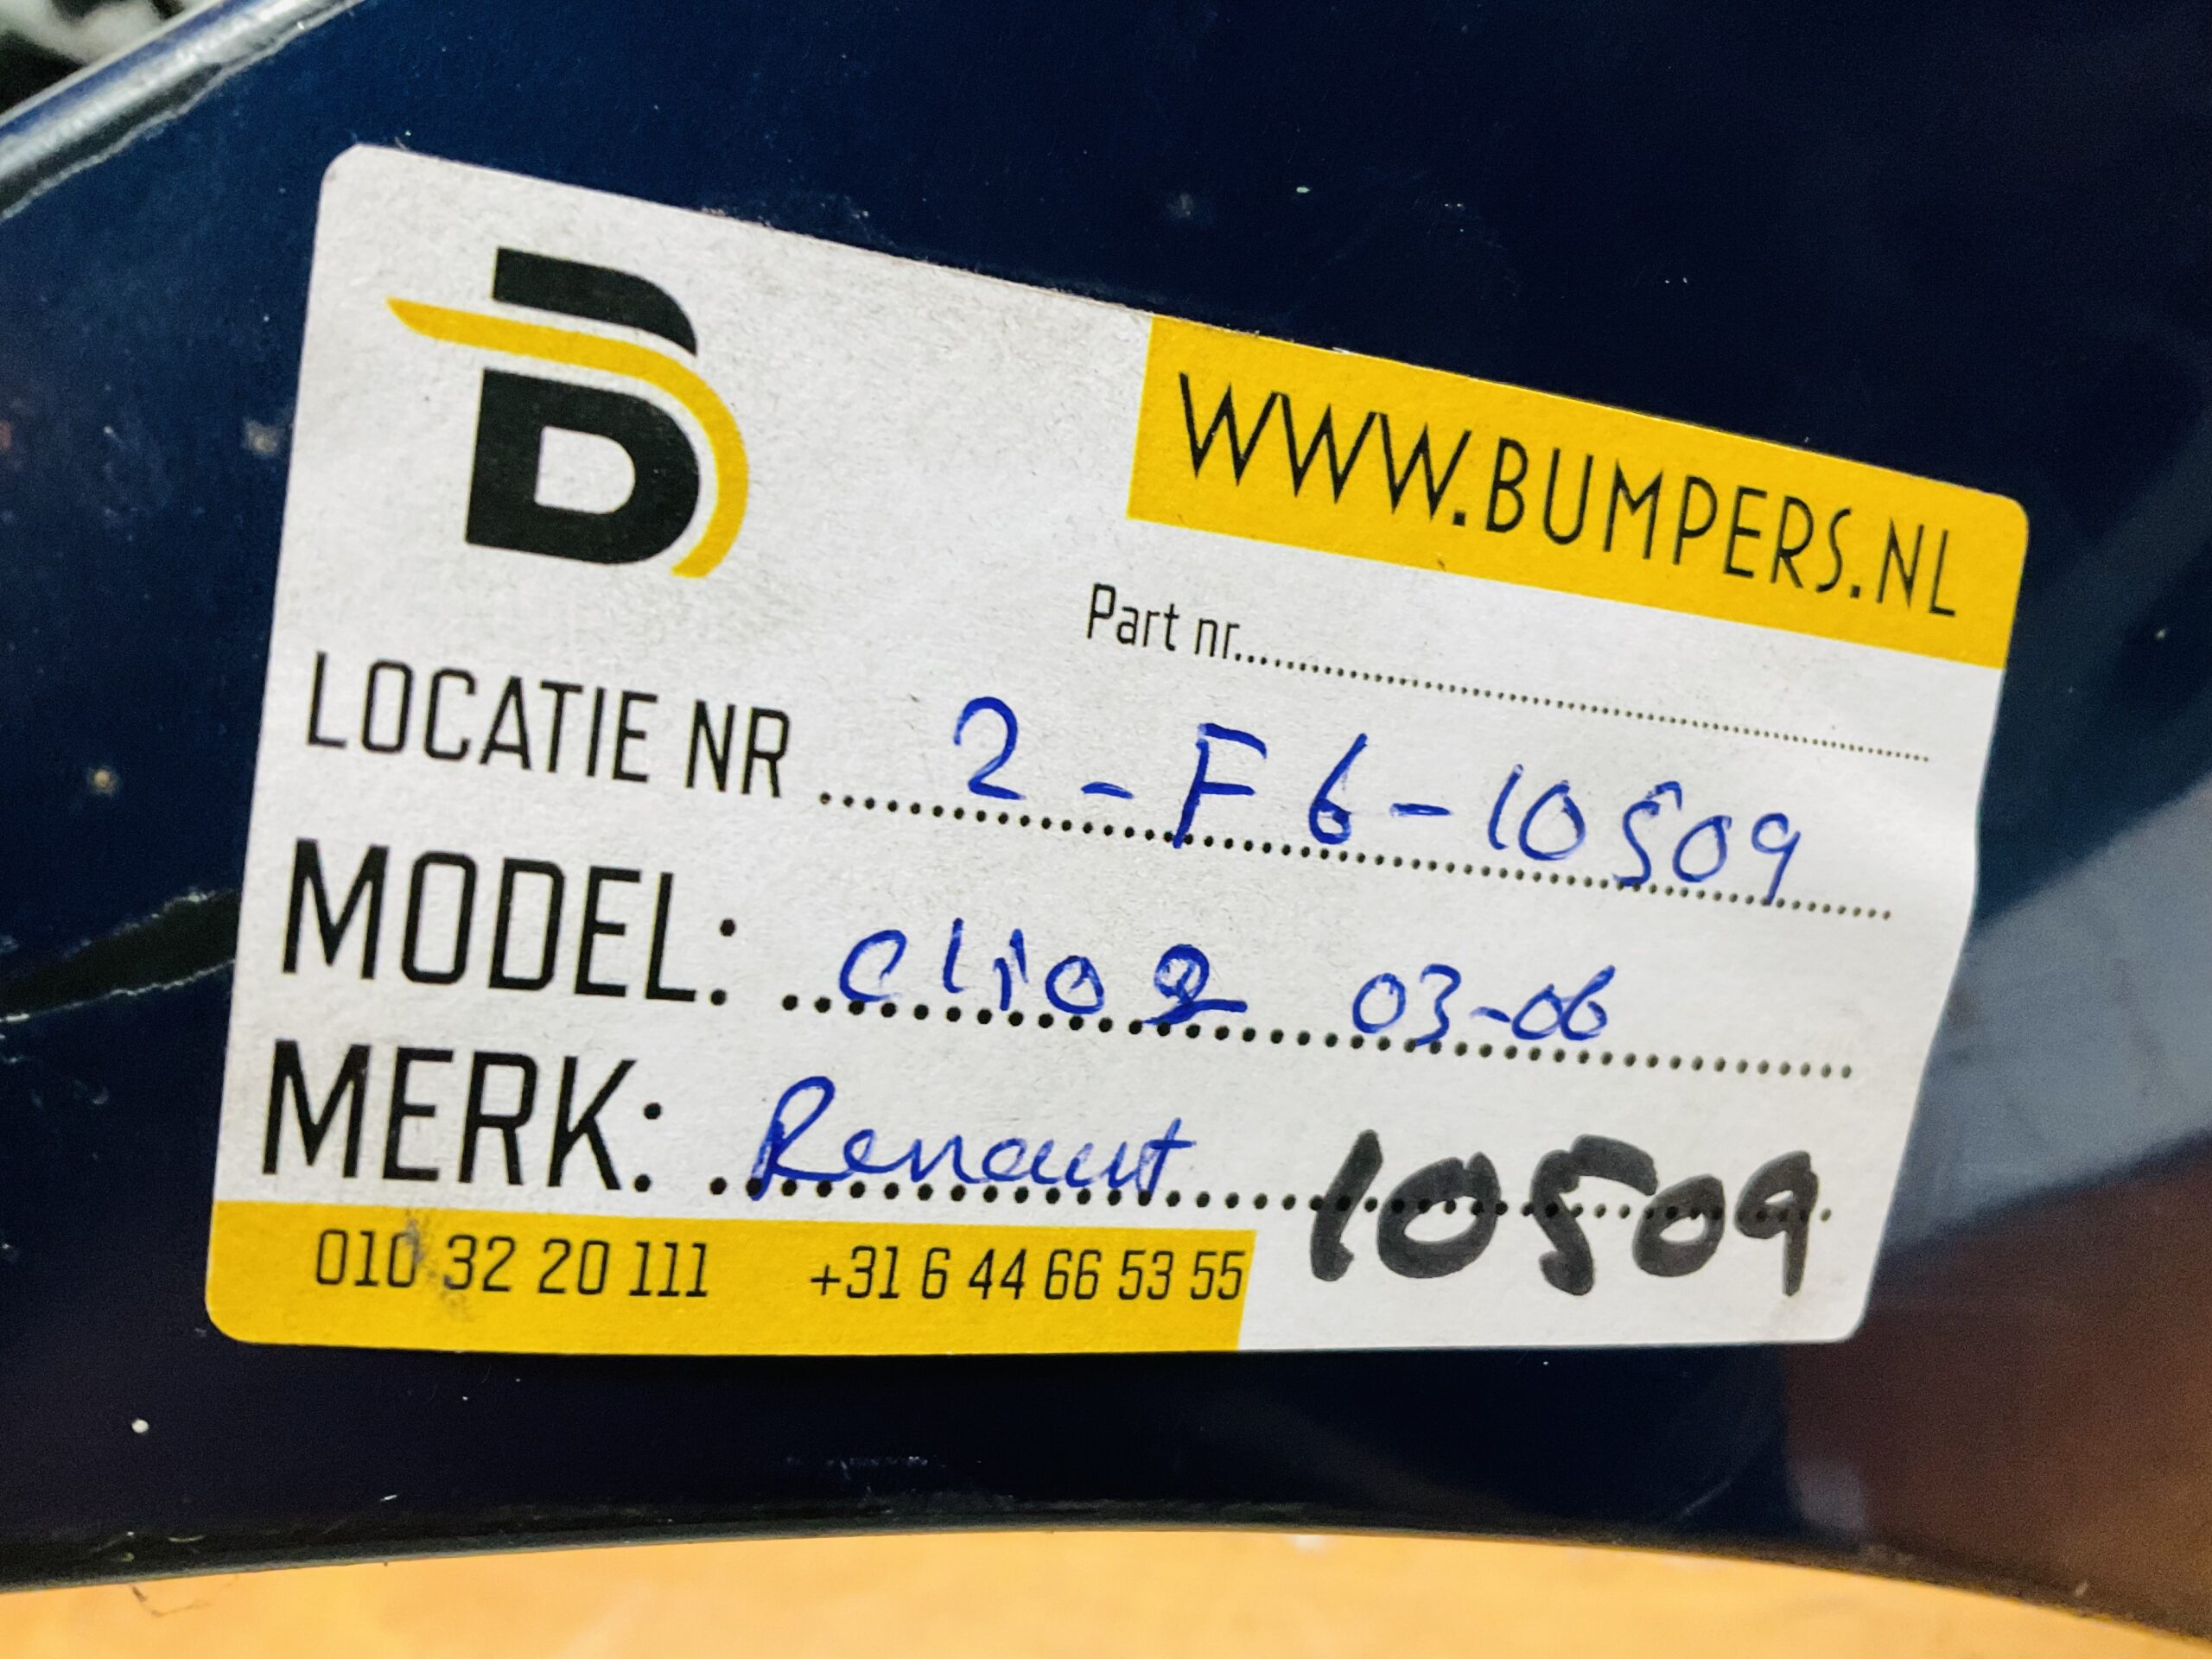 B
WWW.BUMPERS.NL
Part nr..............
LOCATIE NR .... 2 - F6 - 10509
MODEL: .. Clio 2 03-06
MERK: . Renault 10509
010 32 20 111 +31 6 44 66 53 55